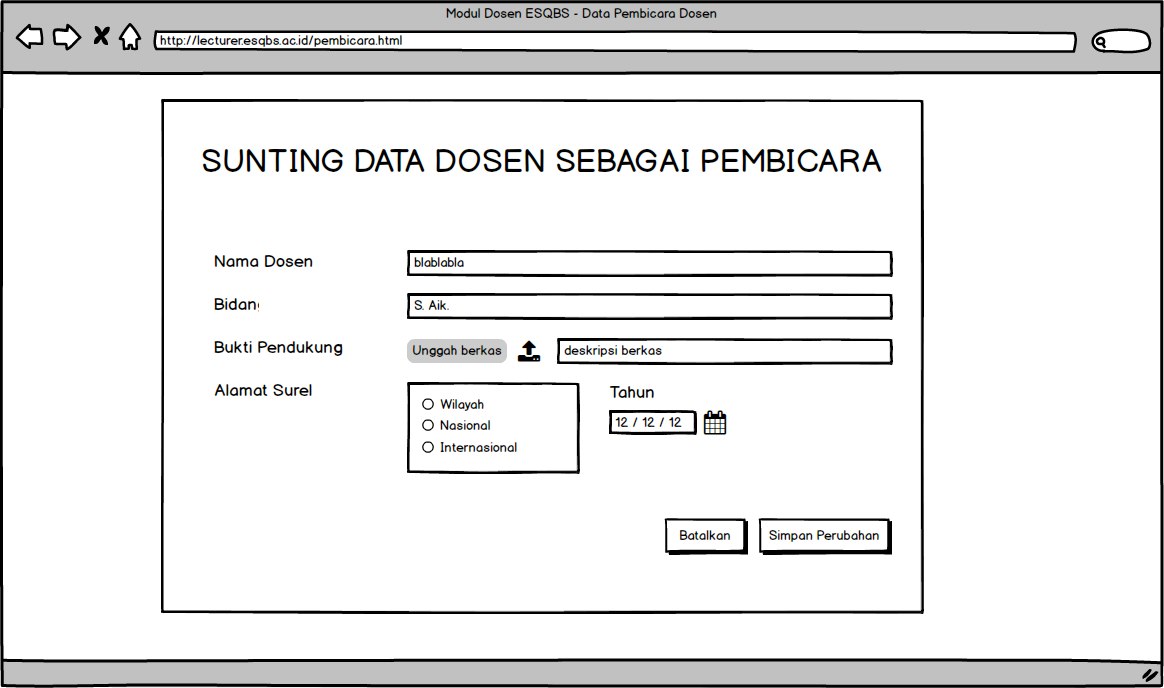 Modul Dosen ESQBS - Data Pembicara Dosen
http://lecturer.esqbs.ac.id/pembicara.html
SUNTING DATA DOSEN SEBAGAI PEMBICARA
Nama Dosen
blablabla
Bidang
S. Aik.
Bukti Pendukung
Unggah berkas
deskripsi berkas
Alamat Surel
Wilayah
Nasional
Internasional
Tahun
12 / 12 / 12
Batalkan
Simpan Perubahan